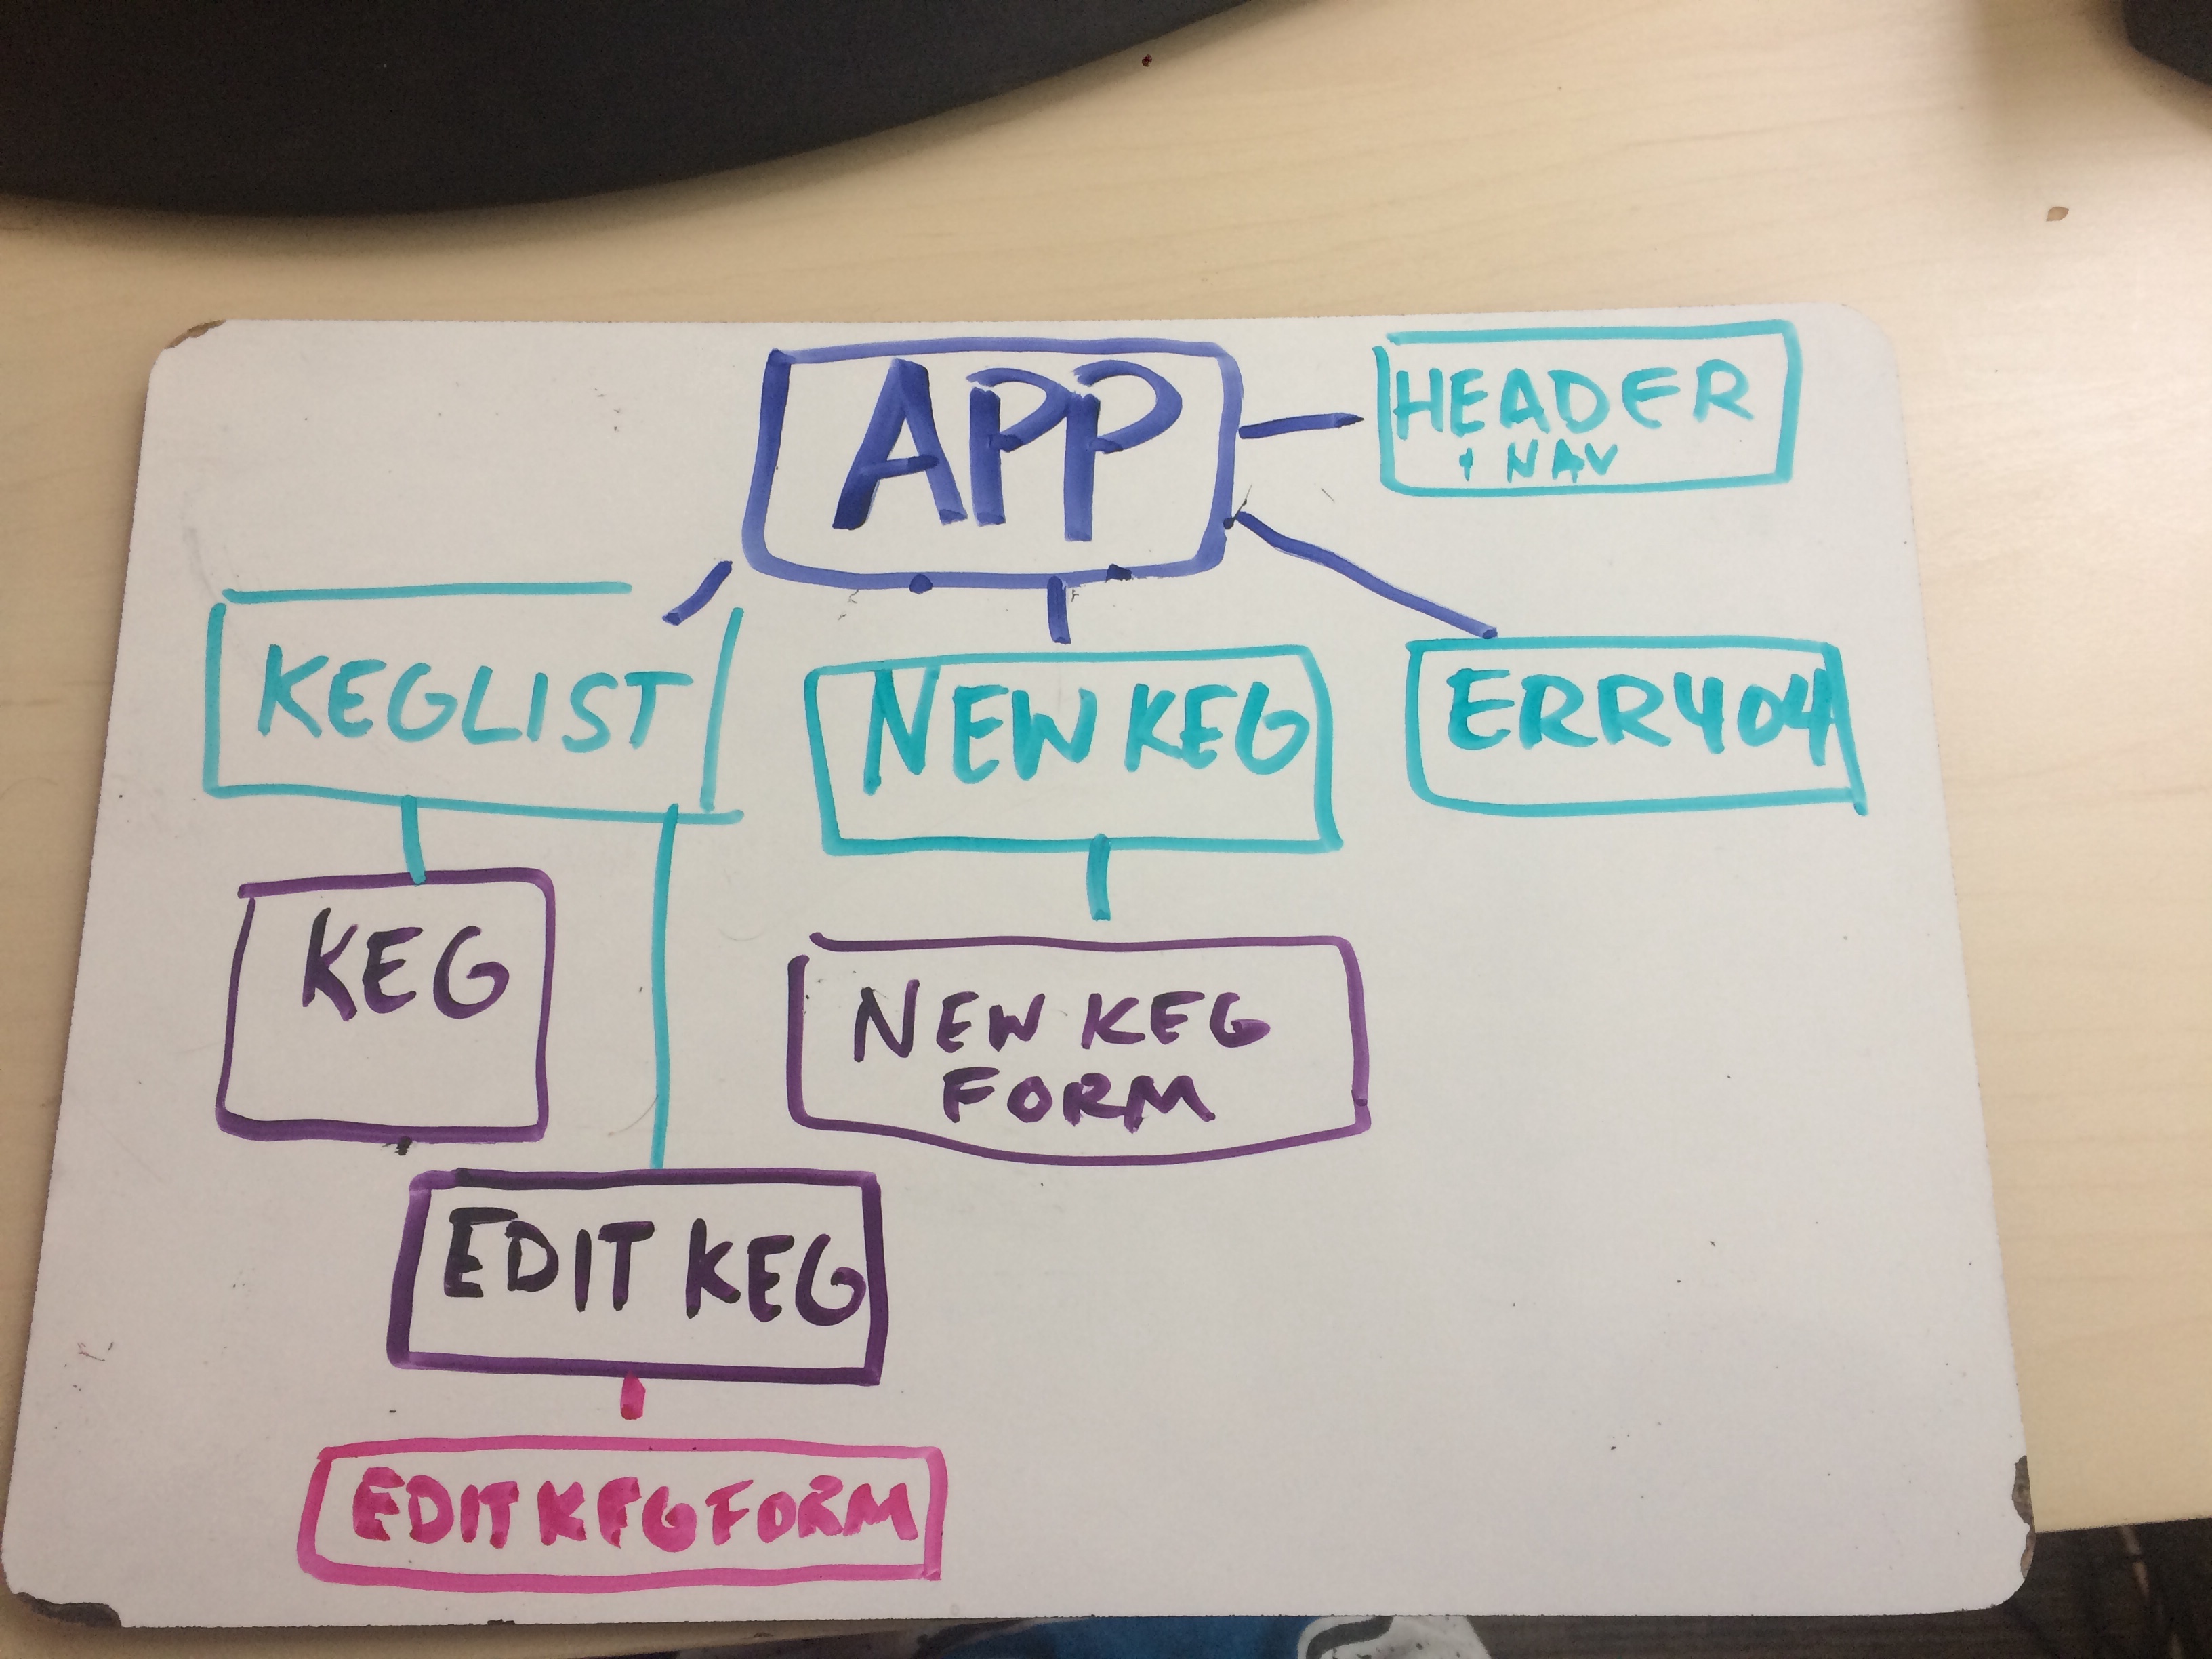 APP
HEADER
+ NAV
KEGLIST
NEW KEG
ERR404
KEG
NEW KEG
FORM
EDIT KEG
EDIT KEG FORM